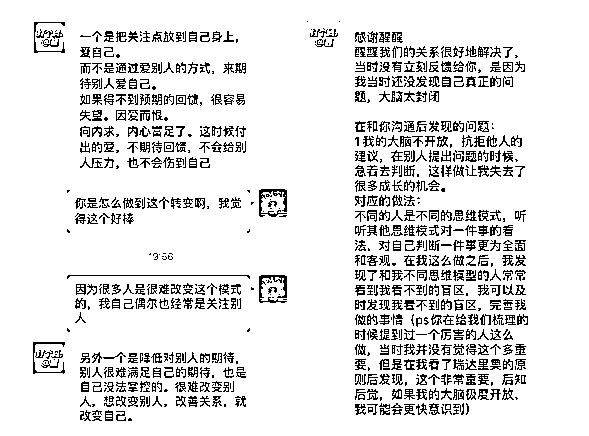 一个是把关注点放到自己身上，
爱自己。
而不是通过爱别人的方式，来期
待别人爱自己。
如果得不到预期的回馈，很容易
失望。因爱而恨。
向内求，内心富足了。这时候付
出的爱，不期待回馈，不会给别
人压力，也不会伤到自己
你是怎么做到这个转变啊，我觉
得这个好棒
19:56
因为很多人是很难改变这个模式
的，我自己偶尔也经常是关注别
人
另外一个是降低对别人的期待，
别人很难满足自己的期待，也是
自己没法掌控的。很难改变别
人，想改变别人，改善关系，就
改变自己。
感谢醒醒
醒醒我们的关系很好地解决了，
当时没有立刻反馈给你，是因为
我当时还没发现自己真正的问
题，大脑太封闭
在和你沟通后发现的问题：
1我的大脑不开放，抗拒他人的
建议，在别人提出问题的时候、
急着去判断，这样做让我失去了
很多成长的机会。
对应的做法：
不同的人是不同的思维模式，听
听其他思维模式对一件事的看
法，对自己判断一件事更为全面
和客观。在我这么做之后，我发
现了和我不同思维模型的人常常
看到我看不到的盲区，我可以及
时发现我看不到的盲区，完善我
做的事情（ps你在给我们梳理的
时候提到过一个厉害的人这么
做，当时我并没有觉得这个多重
要，但是在我看了瑞达里奥的原
则后发现，这个非常重要，后知
后觉，如果我的大脑极度开放、
我可能会更快意识到）